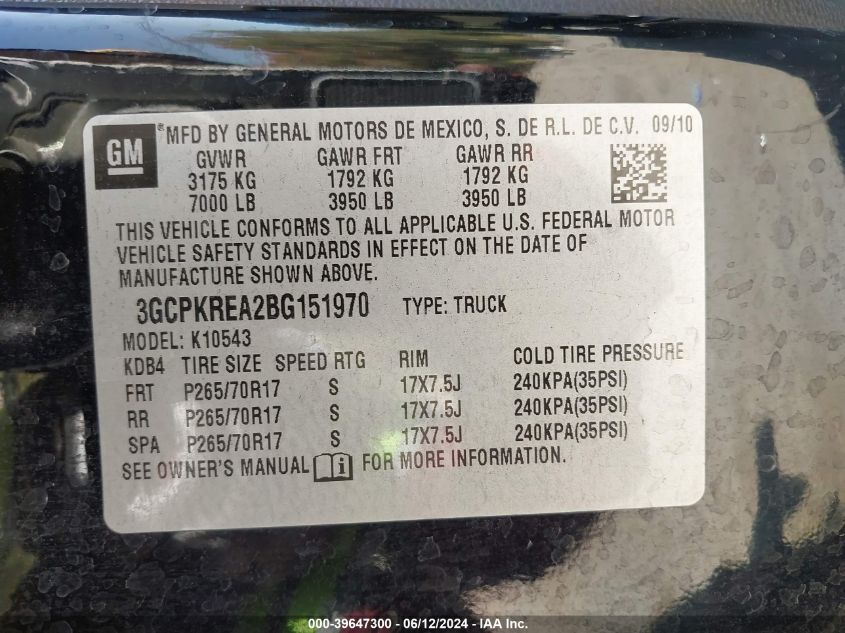 GM ®MFD BY GENERAL MOTORS DE MEXICO, S. DE R.L. DE C.V. 09/10
GVWR GAWR FRT GAWR RR
3175 KG 1792 KG 1792 KG
7000 LB 3950 LB 3950 LB
THIS VEHICLE CONFORMS TO ALL APPLICABLE U.S. FEDERAL MOTOR
VEHICLE SAFETY STANDARDS IN EFFECT ON THE DATE OF
MANUFACTURE SHOWN ABOVE.
3GCPKREA2BG151970 TYPE: TRUCK
MODEL: K10543
KDB4 TIRE SIZE SPEED RTG RIM COLD TIRE PRESSURE
FRT P265/70R17 S 17X7.5J 240KPA(35PSI)
RR P265/70R17 S 17X7.5J 240KPA(35PSI)
SPA P265/70R17 S 17X7.5J 240KPA(35PSI)
SEE OWNER'S MANUAL i FOR MORE INFORMATION.
000-39647300 - 06/12/2024 - IAA Inc.